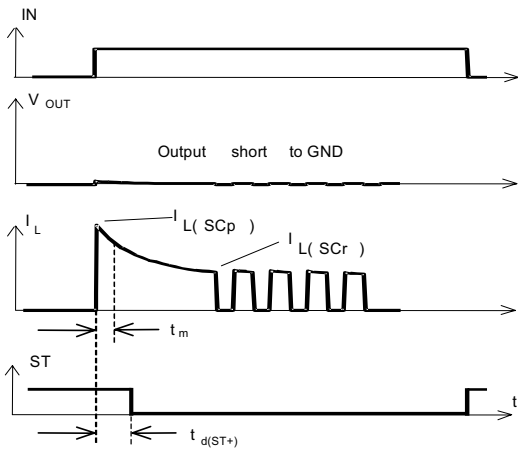 IN
V OUT
Output short to GND
I L
I L( SCp )
I L( SCr )
t m
ST
t
t d(ST+)